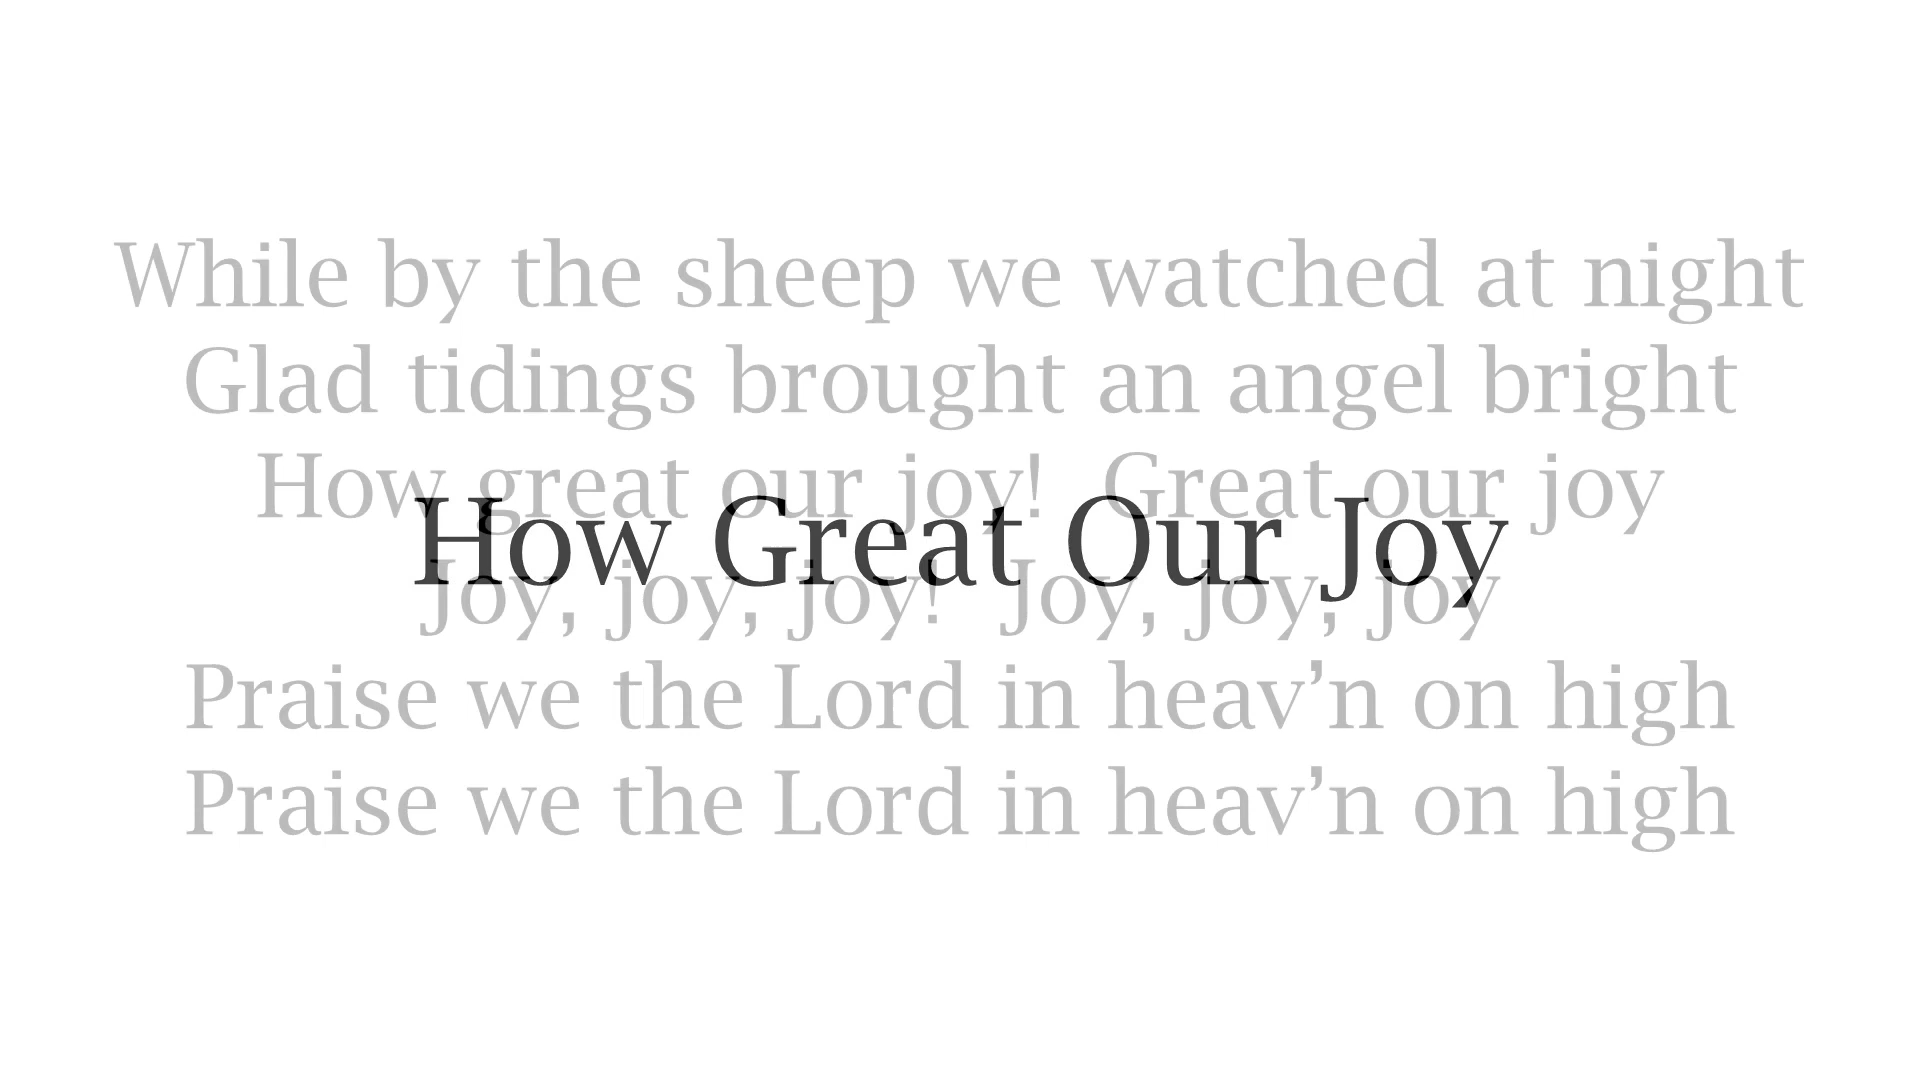 While by the sheep we watched at night
Glad tidings brought an angel bright
How great our joy!  Great our joy
How Great Our Joy
Joy, joy, joy!  Joy, joy, joy
Praise we the Lord in heav’n on high
Praise we the Lord in heav’n on high